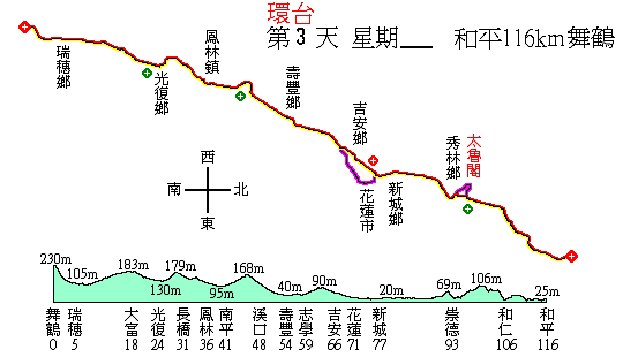 環台
第 3 天 星期___ 和平116km舞鶴
瑞穗鄉
光復鄉
鳳林鎮
壽豐鄉
吉安鄉
花蓮市
新城鄉
秀林鄉
太魯閣
西
南 北
東
230m 105m 183m 130m 179m 95m 168m 40m 90m 20m 69m 106m 25m
舞鶴 瑞穗 大富 光復 長橋 鳳林 南平 溪口 壽豐 志學 吉安 花蓮 新城 崇德 和仁 和平
0 5 18 24 31 36 41 48 54 59 66 71 77 93 106 116